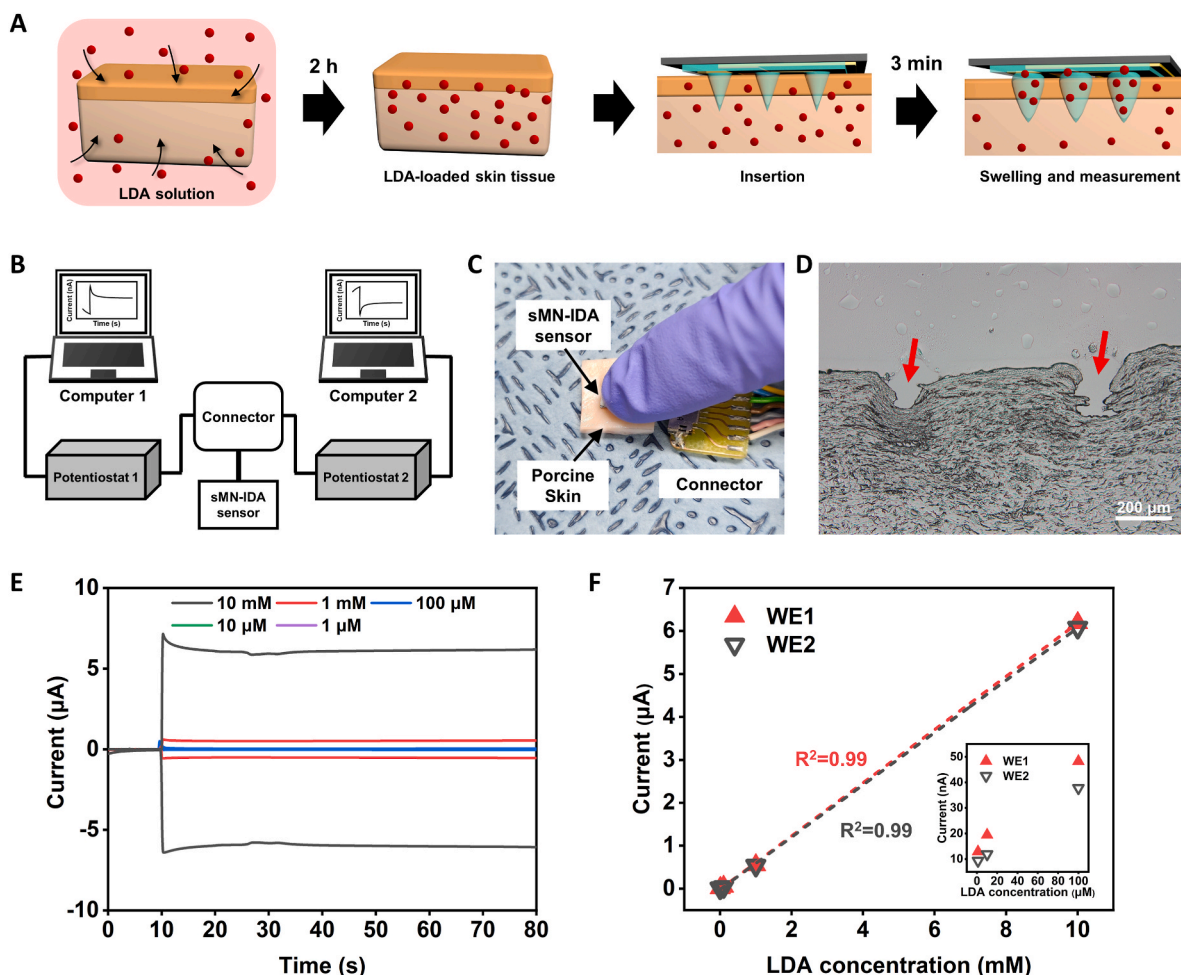 A
2 h
3 min
LDA solution
LDA-loaded skin tissue
Insertion
Swelling and measurement
B
Current (nA)
Time (s)
Current (nA)
Time (s)
Computer 1
Computer 2
Connector
Potentiostat 1
Potentiostat 2
sMN-IDA
sensor
C
sMN-IDA
sensor
Porcine
Skin
Connector
D
200 μm
E
10 mM
1 mM
100 μM
10 μM
1 μM
Current (μA)
10
5
0
-5
-10
0 10 20 30 40 50 60 70 80
Time (s)
F
WE1
WE2
Current (μA)
7
6
5
4
3
2
1
0
R²=0.99
R²=0.99
0 2 4 6 8 10
LDA concentration (mM)
WE1
WE2
Current (nA)
50
40
30
20
10
0 20 40 60 80 100
LDA concentration (μM)